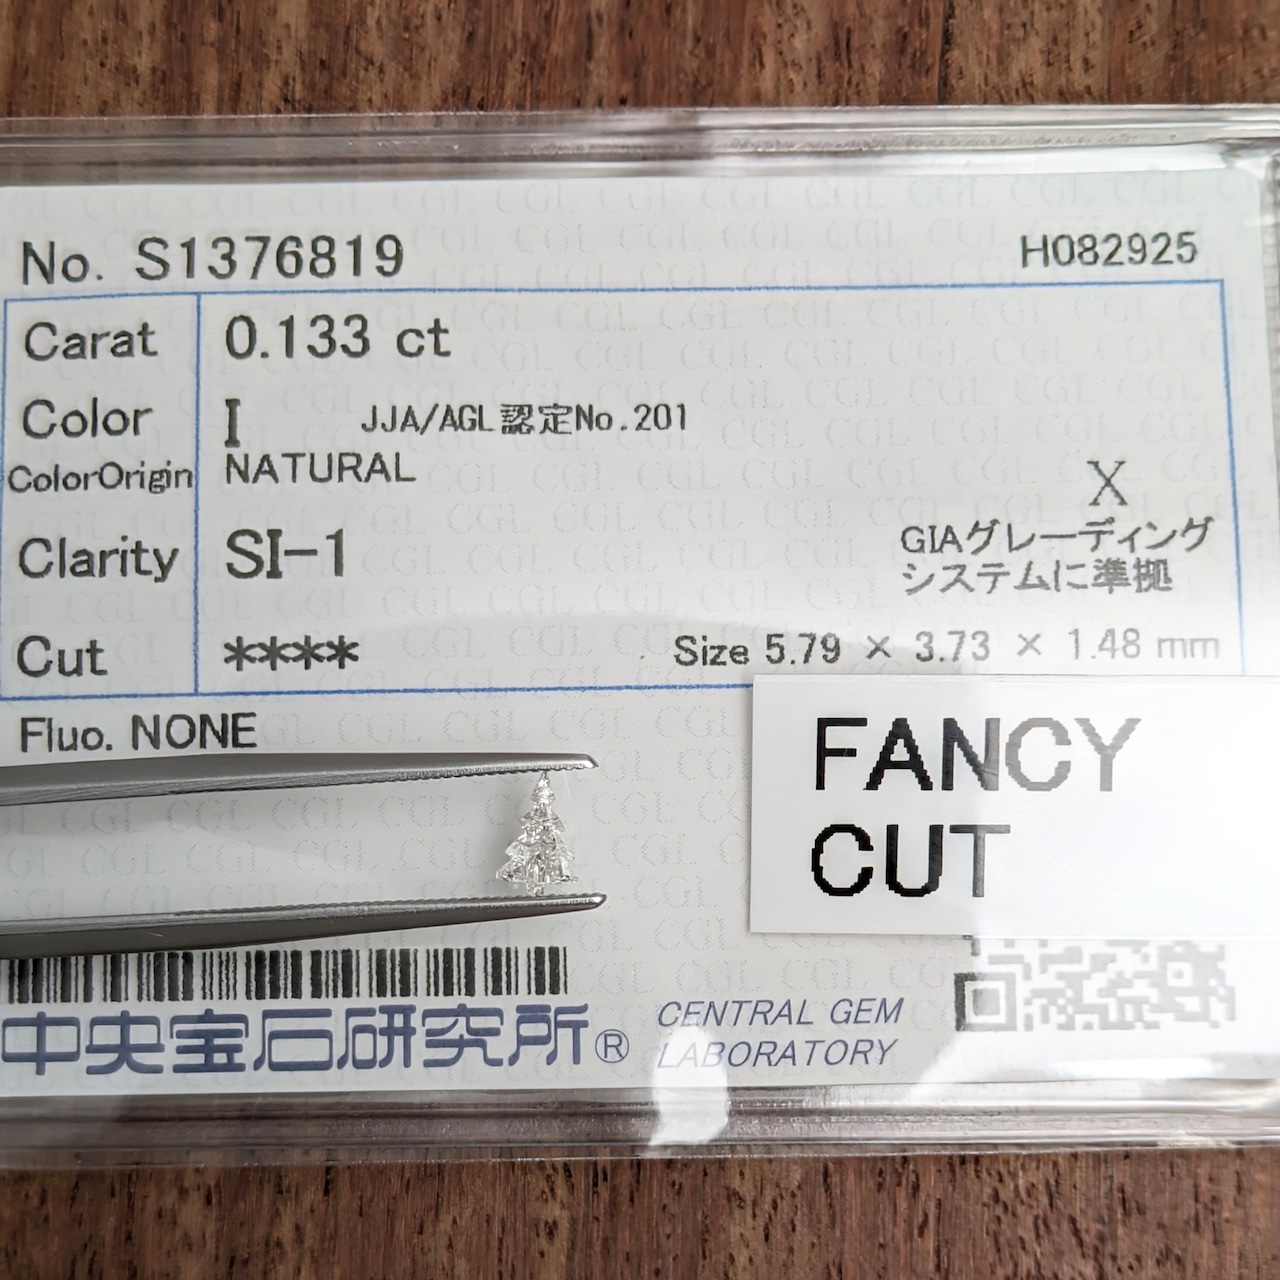 No. S1376819
H082925
Carat 0.133 ct
Color I JJA/AGL認定No.201
ColorOrigin NATURAL
X
Clarity SI-1
GIAグレーディング
システムに準拠
Cut ****
Size 5.79 × 3.73 × 1.48 mm
Fluo. NONE
FANCY
CUT
中央宝石研究所®
CENTRAL GEM
LABORATORY